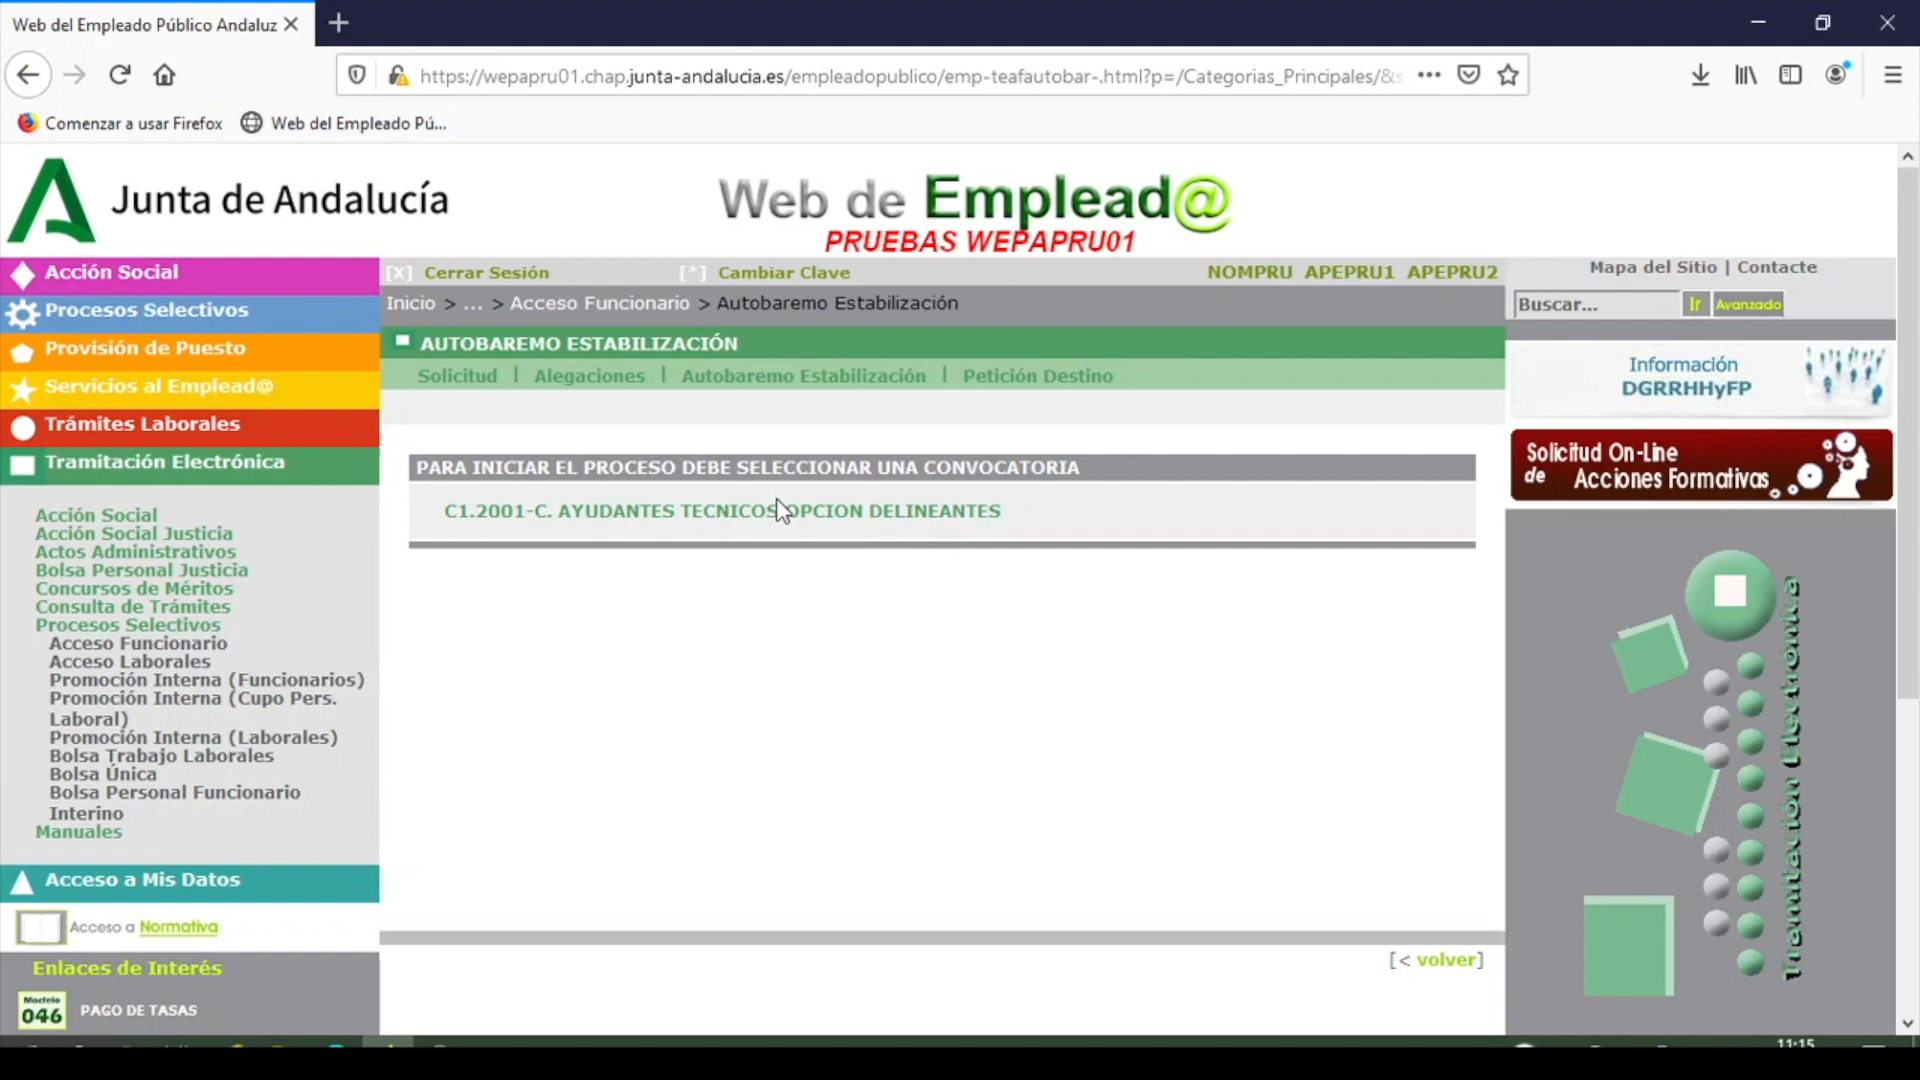 Web del Empleado Público Andaluz
https://wepapru01.chap.junta-andalucia.es/empleadopublico/emp-teafautobar-.html?p=/Categorias_Principales/&s
Comenzar a usar Firefox
Web del Empleado Pú...
Junta de Andalucía
Web de Emplead@
PRUEBAS WEPAPRU01
Acción Social
Procesos Selectivos
Provisión de Puesto
Servicios al Emplead@
Trámites Laborales
Tramitación Electrónica
Acción Social
Acción Social Justicia
Actos Administrativos
Bolsa Personal Justicia
Concursos de Méritos
Consulta de Trámites
Procesos Selectivos
Acceso Funcionario
Acceso Laborales
Promoción Interna (Funcionarios)
Promoción Interna (Cupo Pers.
Laboral)
Promoción Interna (Laborales)
Bolsa Trabajo Laborales
Bolsa Única
Bolsa Personal Funcionario
Interino
Manuales
Acceso a Mis Datos
Acceso a Normativa
Enlaces de Interés
Modelo
046
PAGO DE TASAS
[X] Cerrar Sesión
[*] Cambiar Clave
NOMPRU APEPRU1 APEPRU2
Inicio > ... > Acceso Funcionario > Autobaremo Estabilización
AUTOBAREMO ESTABILIZACIÓN
Solicitud | Alegaciones | Autobaremo Estabilización | Petición Destino
PARA INICIAR EL PROCESO DEBE SELECCIONAR UNA CONVOCATORIA
C1.2001-C. AYUDANTES TECNICOS OPCION DELINEANTES
[< volver]
Mapa del Sitio | Contacte
Buscar... Ir Avanzado
Información
DGRRHHyFP
Solicitud On-Line
de Acciones Formativas
Tramitación Electrónica
11:15